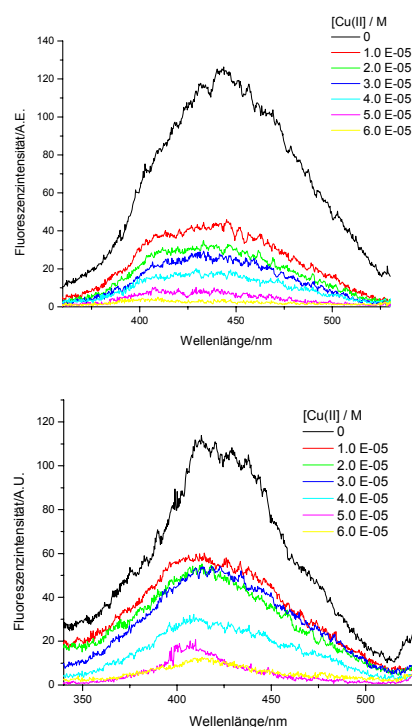 [Cu(II] / M
0
1.0 E-05
2.0 E-05
3.0 E-05
4.0 E-05
5.0 E-05
6.0 E-05
Fluoreszenzintensität/A.E.
140
120
100
80
60
40
20
0
400 450 500
Wellenlänge/nm
[Cu(II] / M
0
1.0 E-05
2.0 E-05
3.0 E-05
4.0 E-05
5.0 E-05
6.0 E-05
Fluoreszenzintensität/A.U.
120
100
80
60
40
20
0
350 400 450 500
Wellenlänge/nm